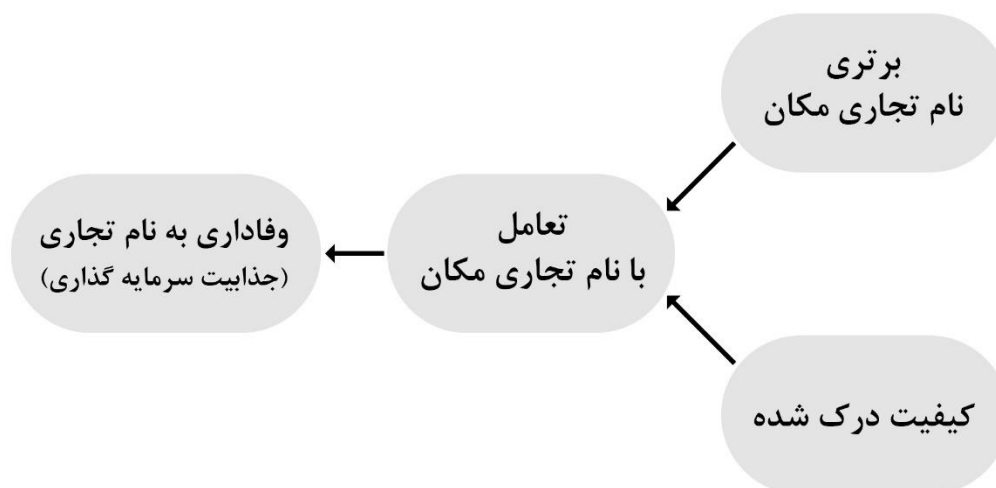 برتری
نام تجاری مکان
تعامل
با نام تجاری مکان
وفاداری به نام تجاری
(جذابیت سرمایه گذاری)
کیفیت درک شده